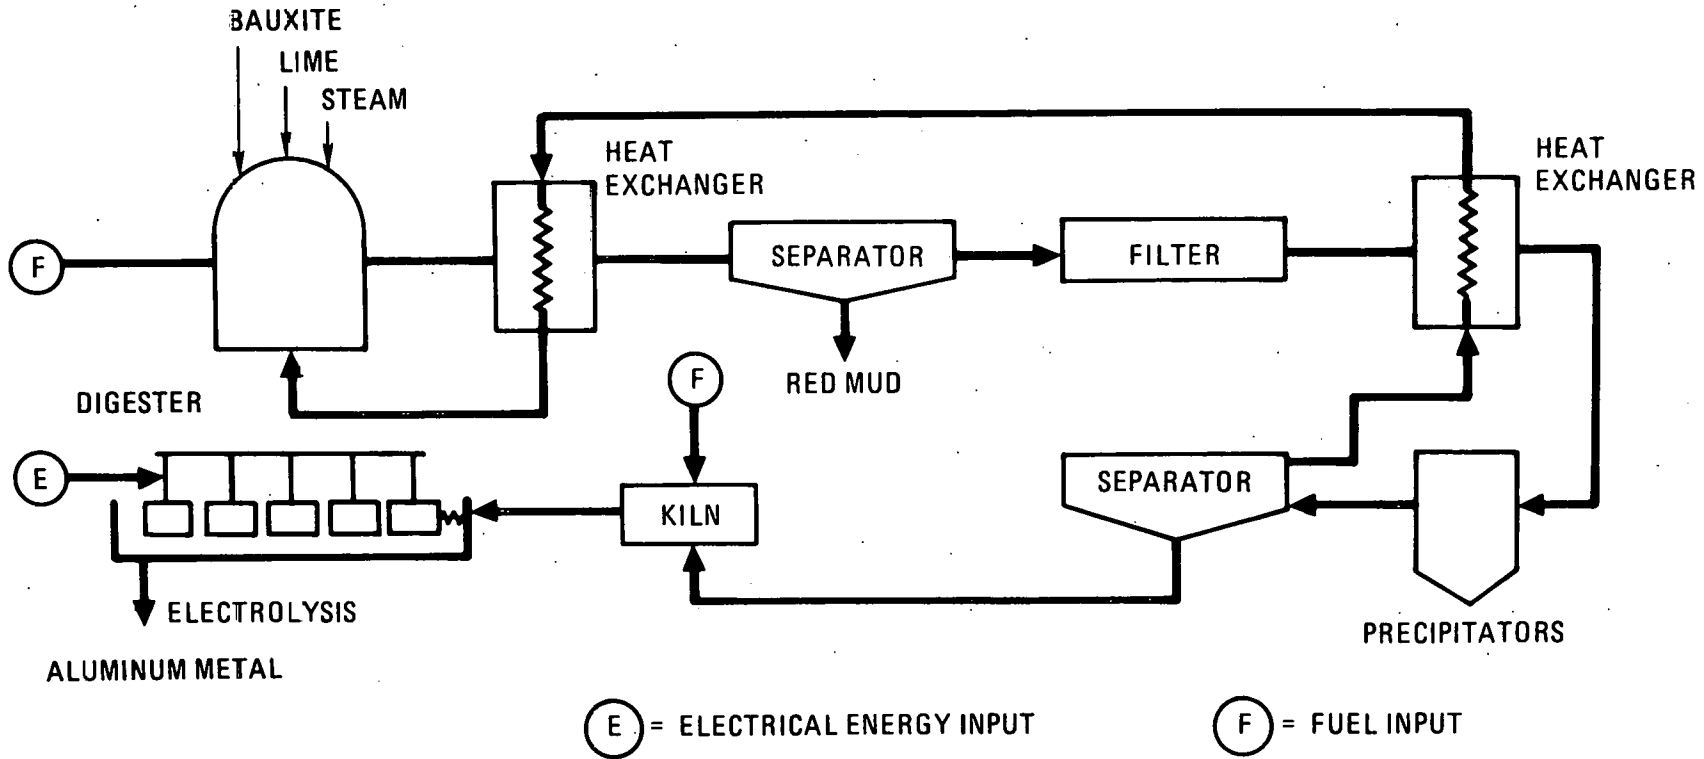 BAUXITE
LIME
STEAM
HEAT
EXCHANGER
HEAT
EXCHANGER
F
SEPARATOR
FILTER
F
RED MUD
DIGESTER
E
SEPARATOR
KILN
ELECTROLYSIS
PRECIPITATORS
ALUMINUM METAL
E = ELECTRICAL ENERGY INPUT
F = FUEL INPUT